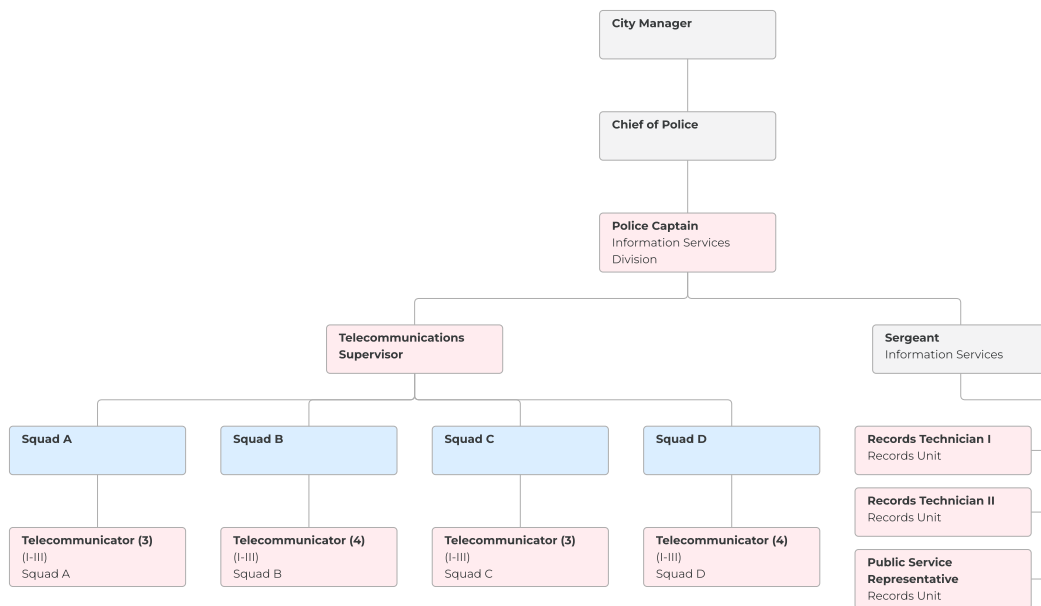 City Manager
Chief of Police
Police Captain
Information Services
Division
Telecommunications
Supervisor
Sergeant
Information Services
Squad A
Squad B
Squad C
Squad D
Telecommunicator (3)
(I-III)
Squad A
Telecommunicator (4)
(I-III)
Squad B
Telecommunicator (3)
(I-III)
Squad C
Telecommunicator (4)
(I-III)
Squad D
Records Technician I
Records Unit
Records Technician II
Records Unit
Public Service
Representative
Records Unit